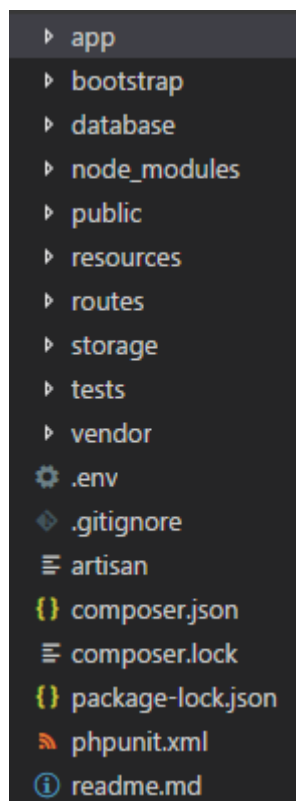 app
bootstrap
database
node_modules
public
resources
routes
storage
tests
vendor
.env
.gitignore
artisan
composer.json
composer.lock
package-lock.json
phpunit.xml
readme.md